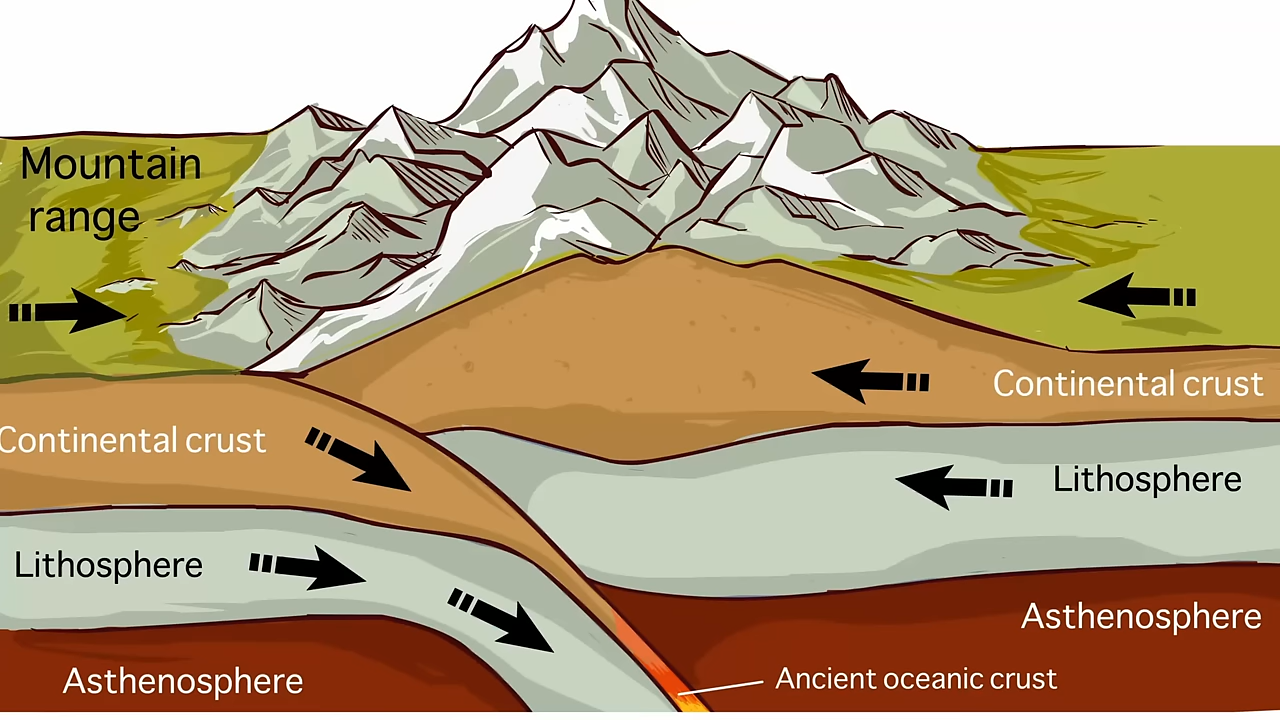 Mountain
range
Continental crust
Continental crust
Lithosphere
Lithosphere
Asthenosphere
Asthenosphere
Ancient oceanic crust